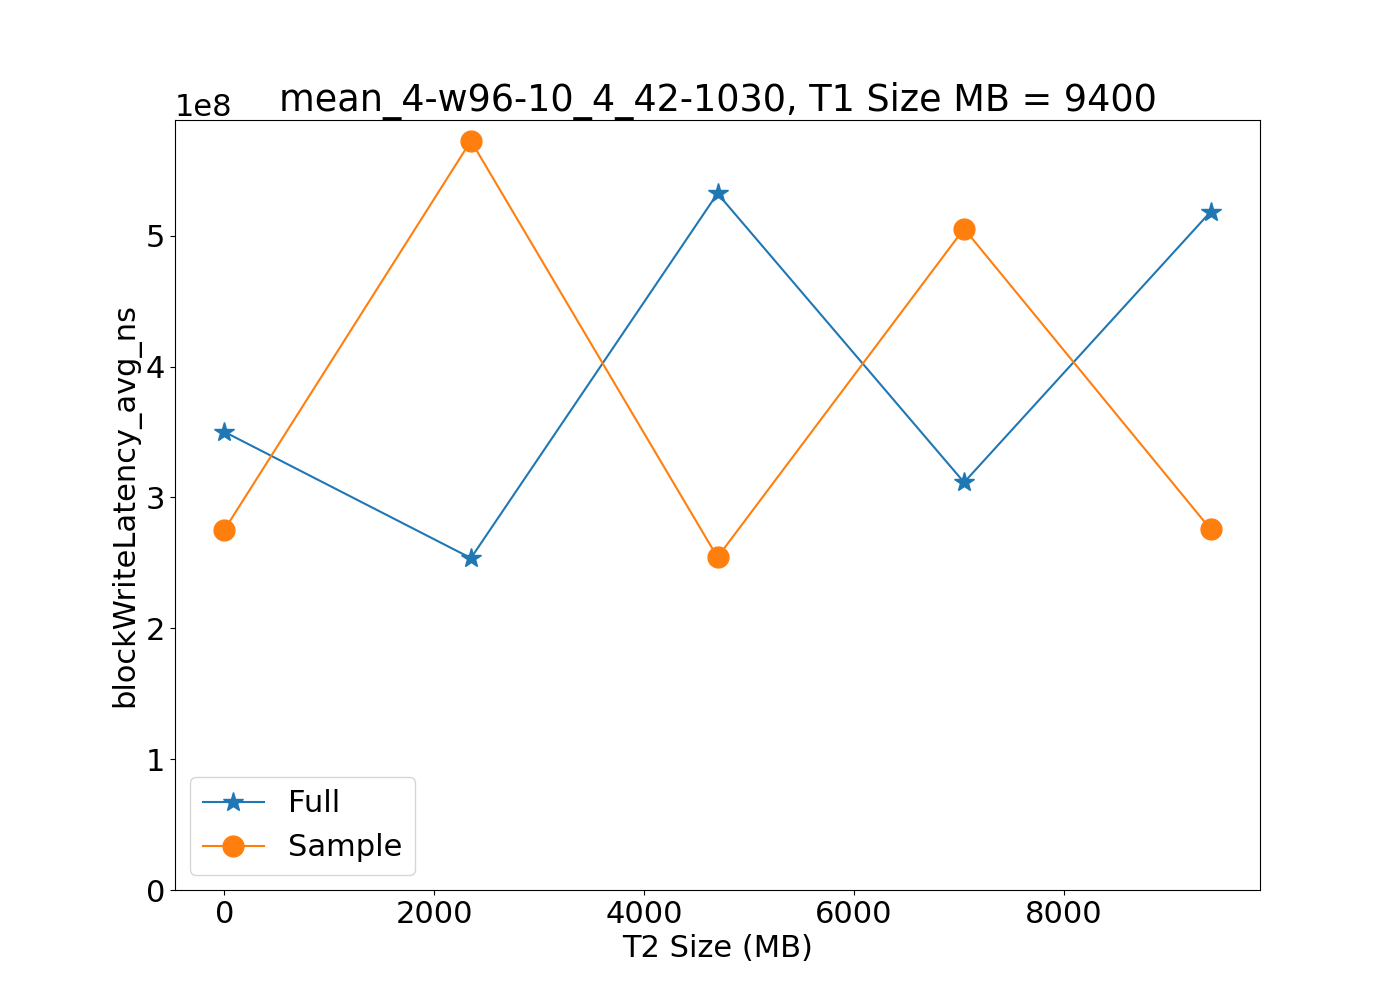 1e8
mean_4-w96-10_4_42-1030, T1 Size MB = 9400
blockWriteLatency_avg_ns
5
4
3
2
1
0
Full
Sample
0 2000 4000 6000 8000
T2 Size (MB)